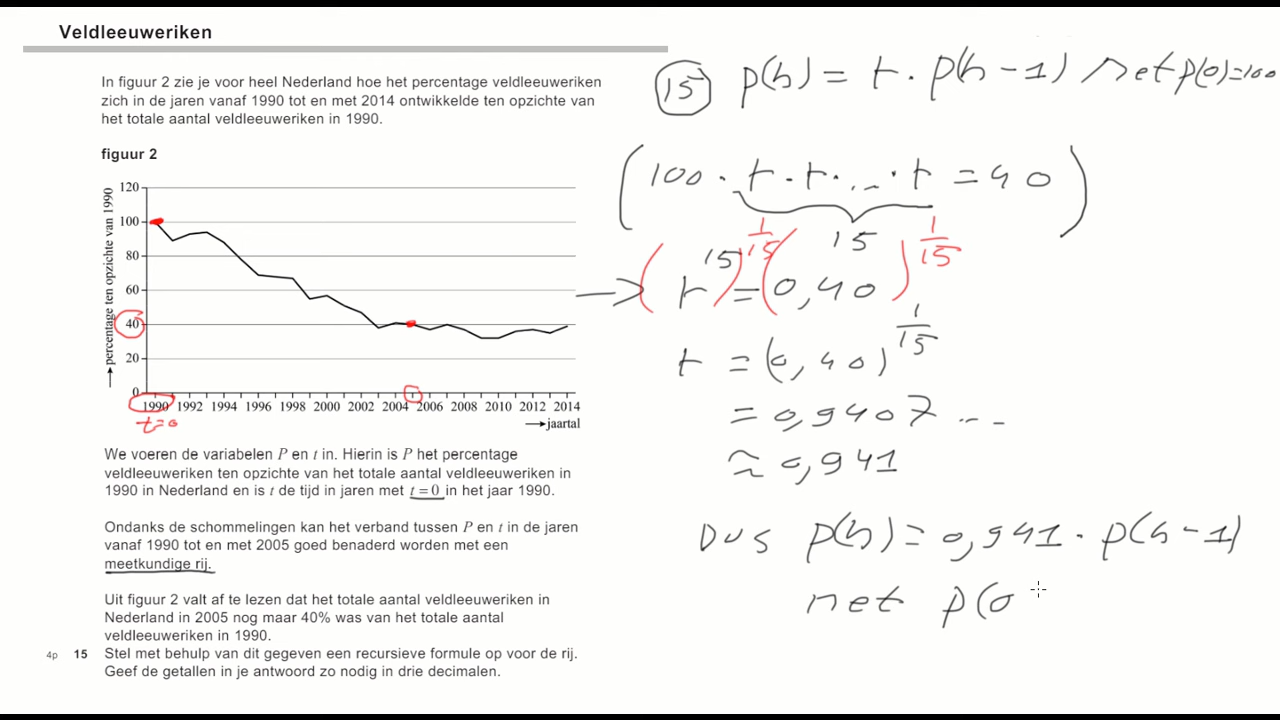 Veldleeuweriken
In figuur 2 zie je voor heel Nederland hoe het percentage veldleeuweriken
zich in de jaren vanaf 1990 tot en met 2014 ontwikkelde ten opzichte van
het totale aantal veldleeuweriken in 1990.
figuur 2
percentage ten opzichte van 1990
120
100
80
60
40
20
0
1990 1992 1994 1996 1998 2000 2002 2004 2006 2008 2010 2012 2014
jaartal
t=0
We voeren de variabelen P en t in. Hierin is P het percentage
veldleeuweriken ten opzichte van het totale aantal veldleeuweriken in
1990 in Nederland en is t de tijd in jaren met t = 0 in het jaar 1990.
Ondanks de schommelingen kan het verband tussen P en t in de jaren
vanaf 1990 tot en met 2005 goed benaderd worden met een
meetkundige rij.
Uit figuur 2 valt af te lezen dat het totale aantal veldleeuweriken in
Nederland in 2005 nog maar 40% was van het totale aantal
veldleeuweriken in 1990.
4p 15 Stel met behulp van dit gegeven een recursieve formule op voor de rij.
Geef de getallen in je antwoord zo nodig in drie decimalen.
15 p(n) = r · p(n-1) met p(0)=100
(100 · r · r · ... · r = 40)
15
(r^15)^1/15 = (0,40)^1/15
r = (0,40)^1/15
= 0,9407...
≈ 0,941
Dus p(n) = 0,941 · p(n-1)
met p(0